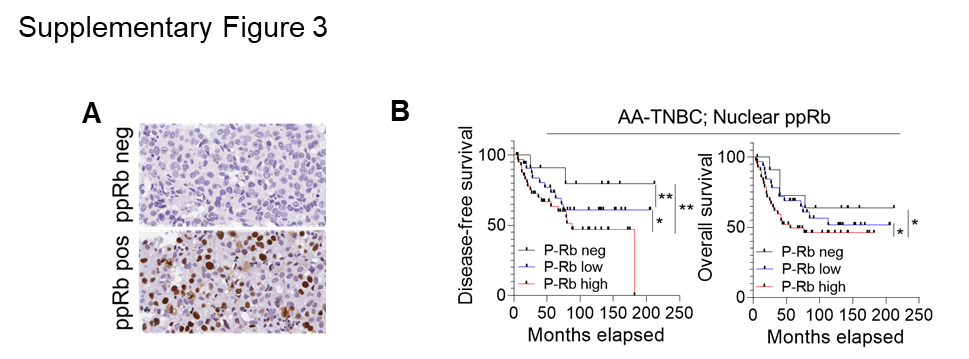 Supplementary Figure 3
A
ppRb neg
ppRb pos
B
AA-TNBC; Nuclear ppRb
Disease-free survival
100
50
0
**
*
**
P-Rb neg
P-Rb low
P-Rb high
0 50 100 150 200 250
Months elapsed
Overall survival
100
50
0
*
*
P-Rb neg
P-Rb low
P-Rb high
0 50 100 150 200 250
Months elapsed